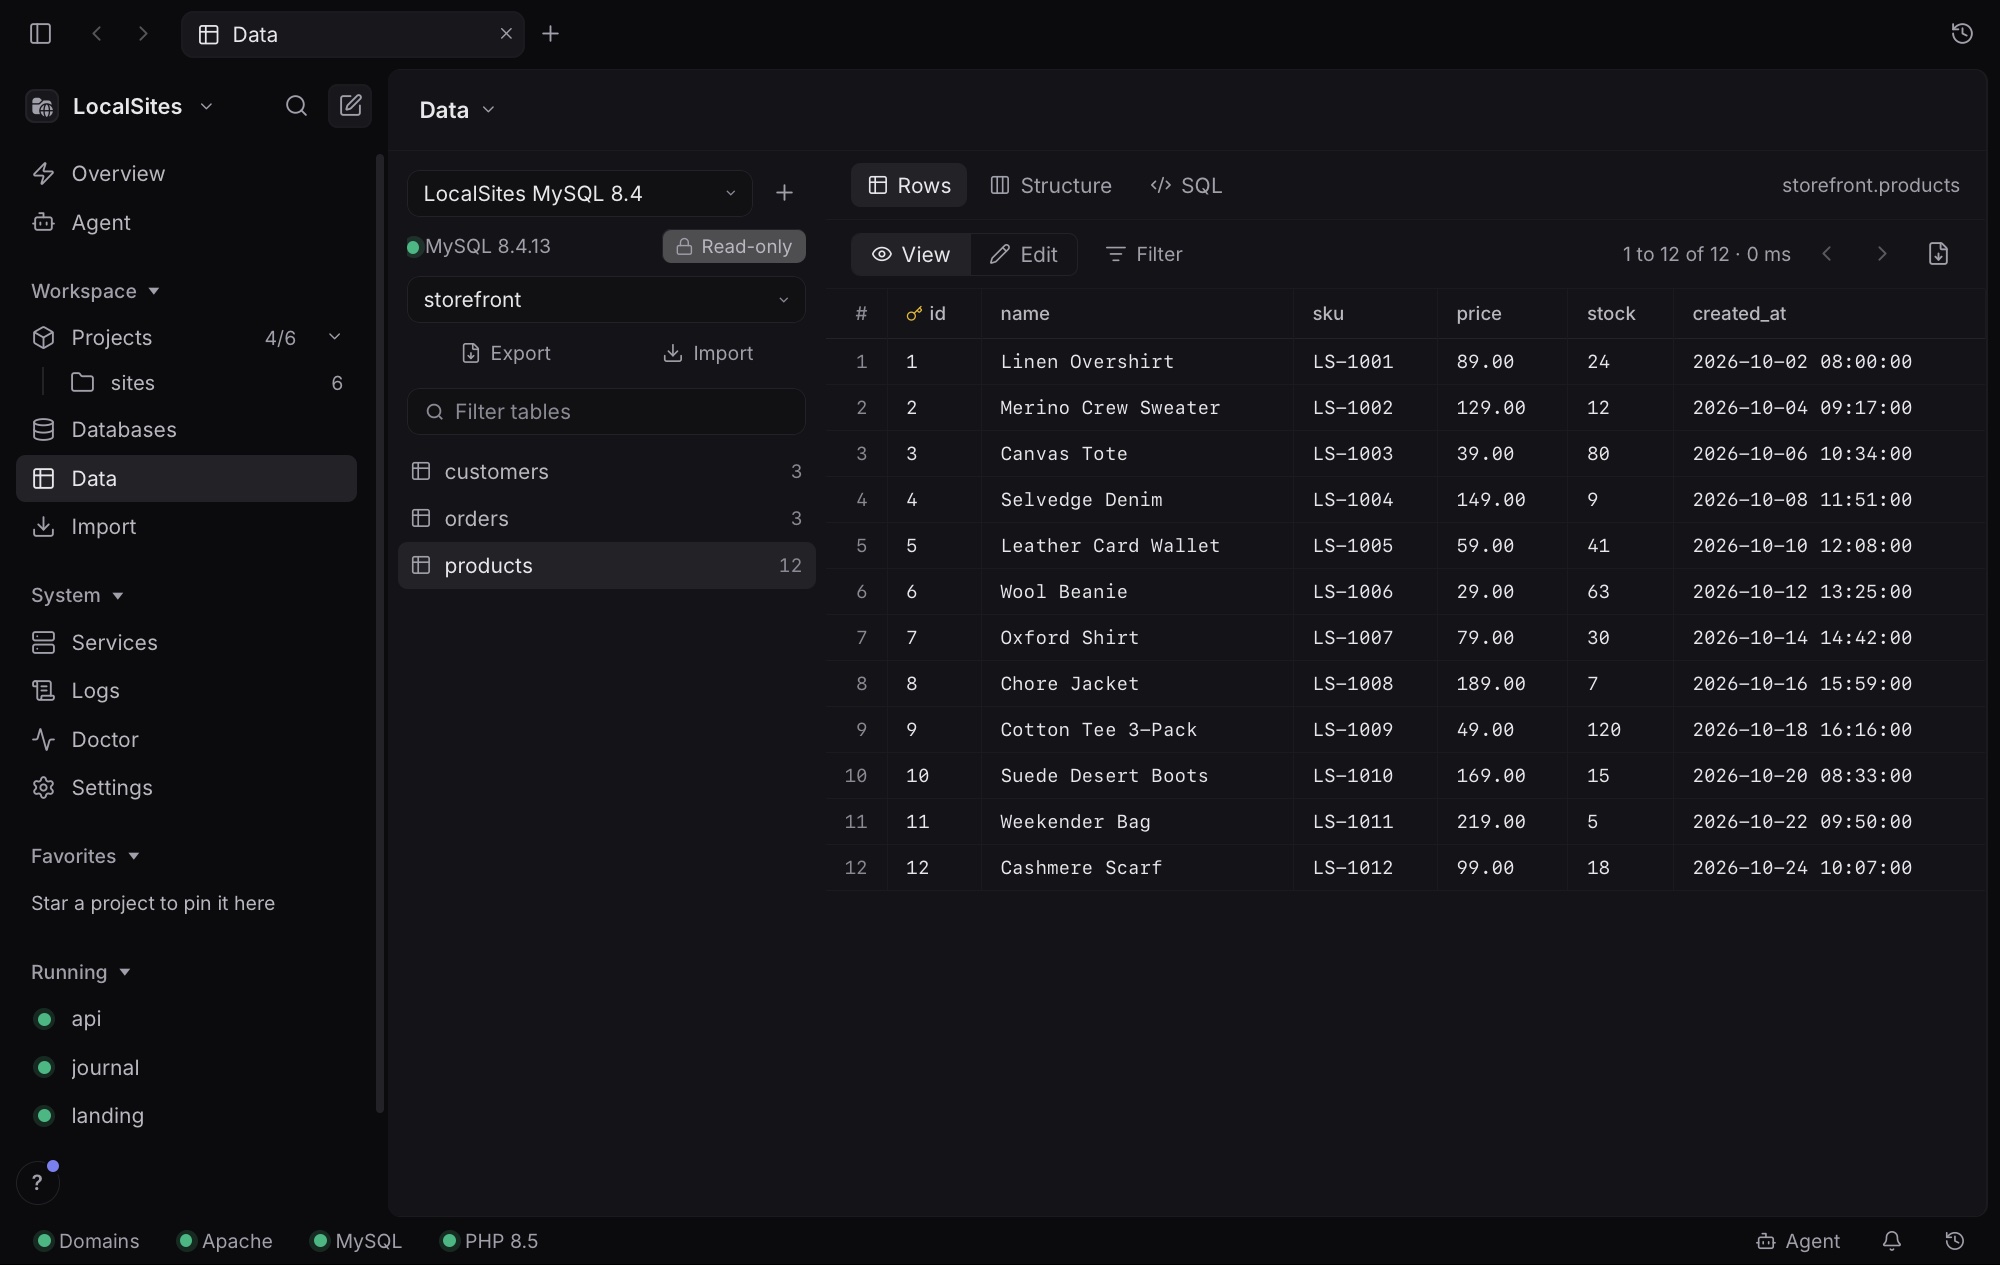 Data
LocalSites
Overview
Agent
Workspace
Projects 4/6
sites 6
Databases
Data
Import
System
Services
Logs
Doctor
Settings
Favorites
Star a project to pin it here
Running
api
journal
landing
?
Data
LocalSites MySQL 8.4
MySQL 8.4.13 Read-only
storefront
Export Import
Filter tables
customers 3
orders 3
products 12
Rows Structure SQL storefront.products
View Edit Filter 1 to 12 of 12 · 0 ms
# id name sku price stock created_at
1 1 Linen Overshirt LS-1001 89.00 24 2026-10-02 08:00:00
2 2 Merino Crew Sweater LS-1002 129.00 12 2026-10-04 09:17:00
3 3 Canvas Tote LS-1003 39.00 80 2026-10-06 10:34:00
4 4 Selvedge Denim LS-1004 149.00 9 2026-10-08 11:51:00
5 5 Leather Card Wallet LS-1005 59.00 41 2026-10-10 12:08:00
6 6 Wool Beanie LS-1006 29.00 63 2026-10-12 13:25:00
7 7 Oxford Shirt LS-1007 79.00 30 2026-10-14 14:42:00
8 8 Chore Jacket LS-1008 189.00 7 2026-10-16 15:59:00
9 9 Cotton Tee 3-Pack LS-1009 49.00 120 2026-10-18 16:16:00
10 10 Suede Desert Boots LS-1010 169.00 15 2026-10-20 08:33:00
11 11 Weekender Bag LS-1011 219.00 5 2026-10-22 09:50:00
12 12 Cashmere Scarf LS-1012 99.00 18 2026-10-24 10:07:00
Domains Apache MySQL PHP 8.5 Agent